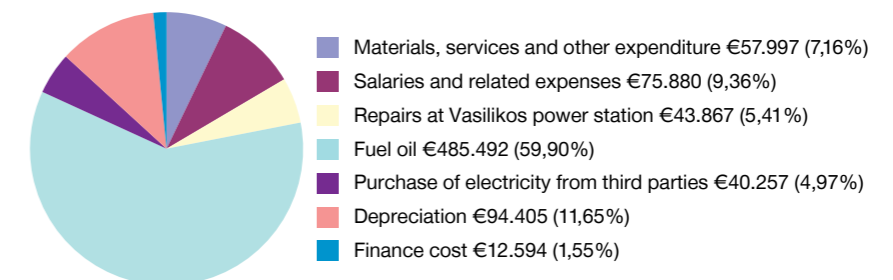 Materials, services and other expenditure €57.997 (7,16%)
Salaries and related expenses €75.880 (9,36%)
Repairs at Vasilikos power station €43.867 (5,41%)
Fuel oil €485.492 (59,90%)
Purchase of electricity from third parties €40.257 (4,97%)
Depreciation €94.405 (11,65%)
Finance cost €12.594 (1,55%)